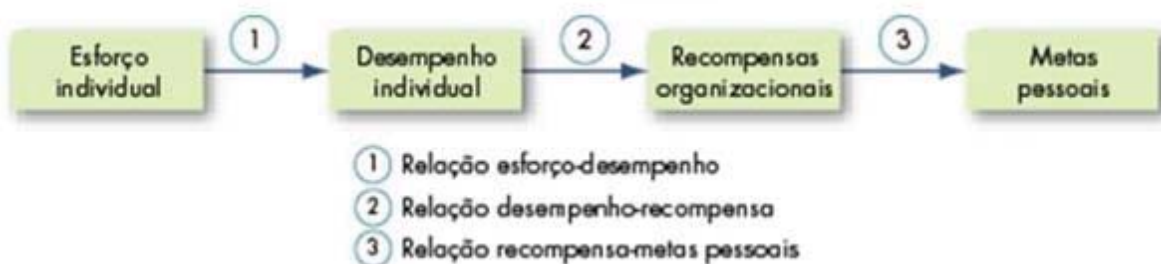 1
2
3
Esforço
individual
Desempenho
individual
Recompensas
organizacionais
Metas
pessoais
1 Relação esforço-desempenho
2 Relação desempenho-recompensa
3 Relação recompensa-metas pessoais